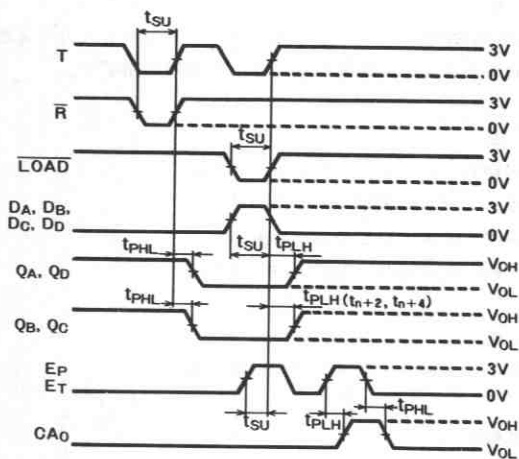 tSU
T
3V
0V
R
3V
0V
tSU
LOAD
3V
0V
DA, DB,
DC, DD
3V
0V
tPHL
tSU
tPLH
QA, QD
VOH
VOL
tPHL
tPLH (tn+2, tn+4)
QB, QC
VOH
VOL
EP
ET
3V
0V
tSU
tPLH
tPHL
CAO
VOH
VOL